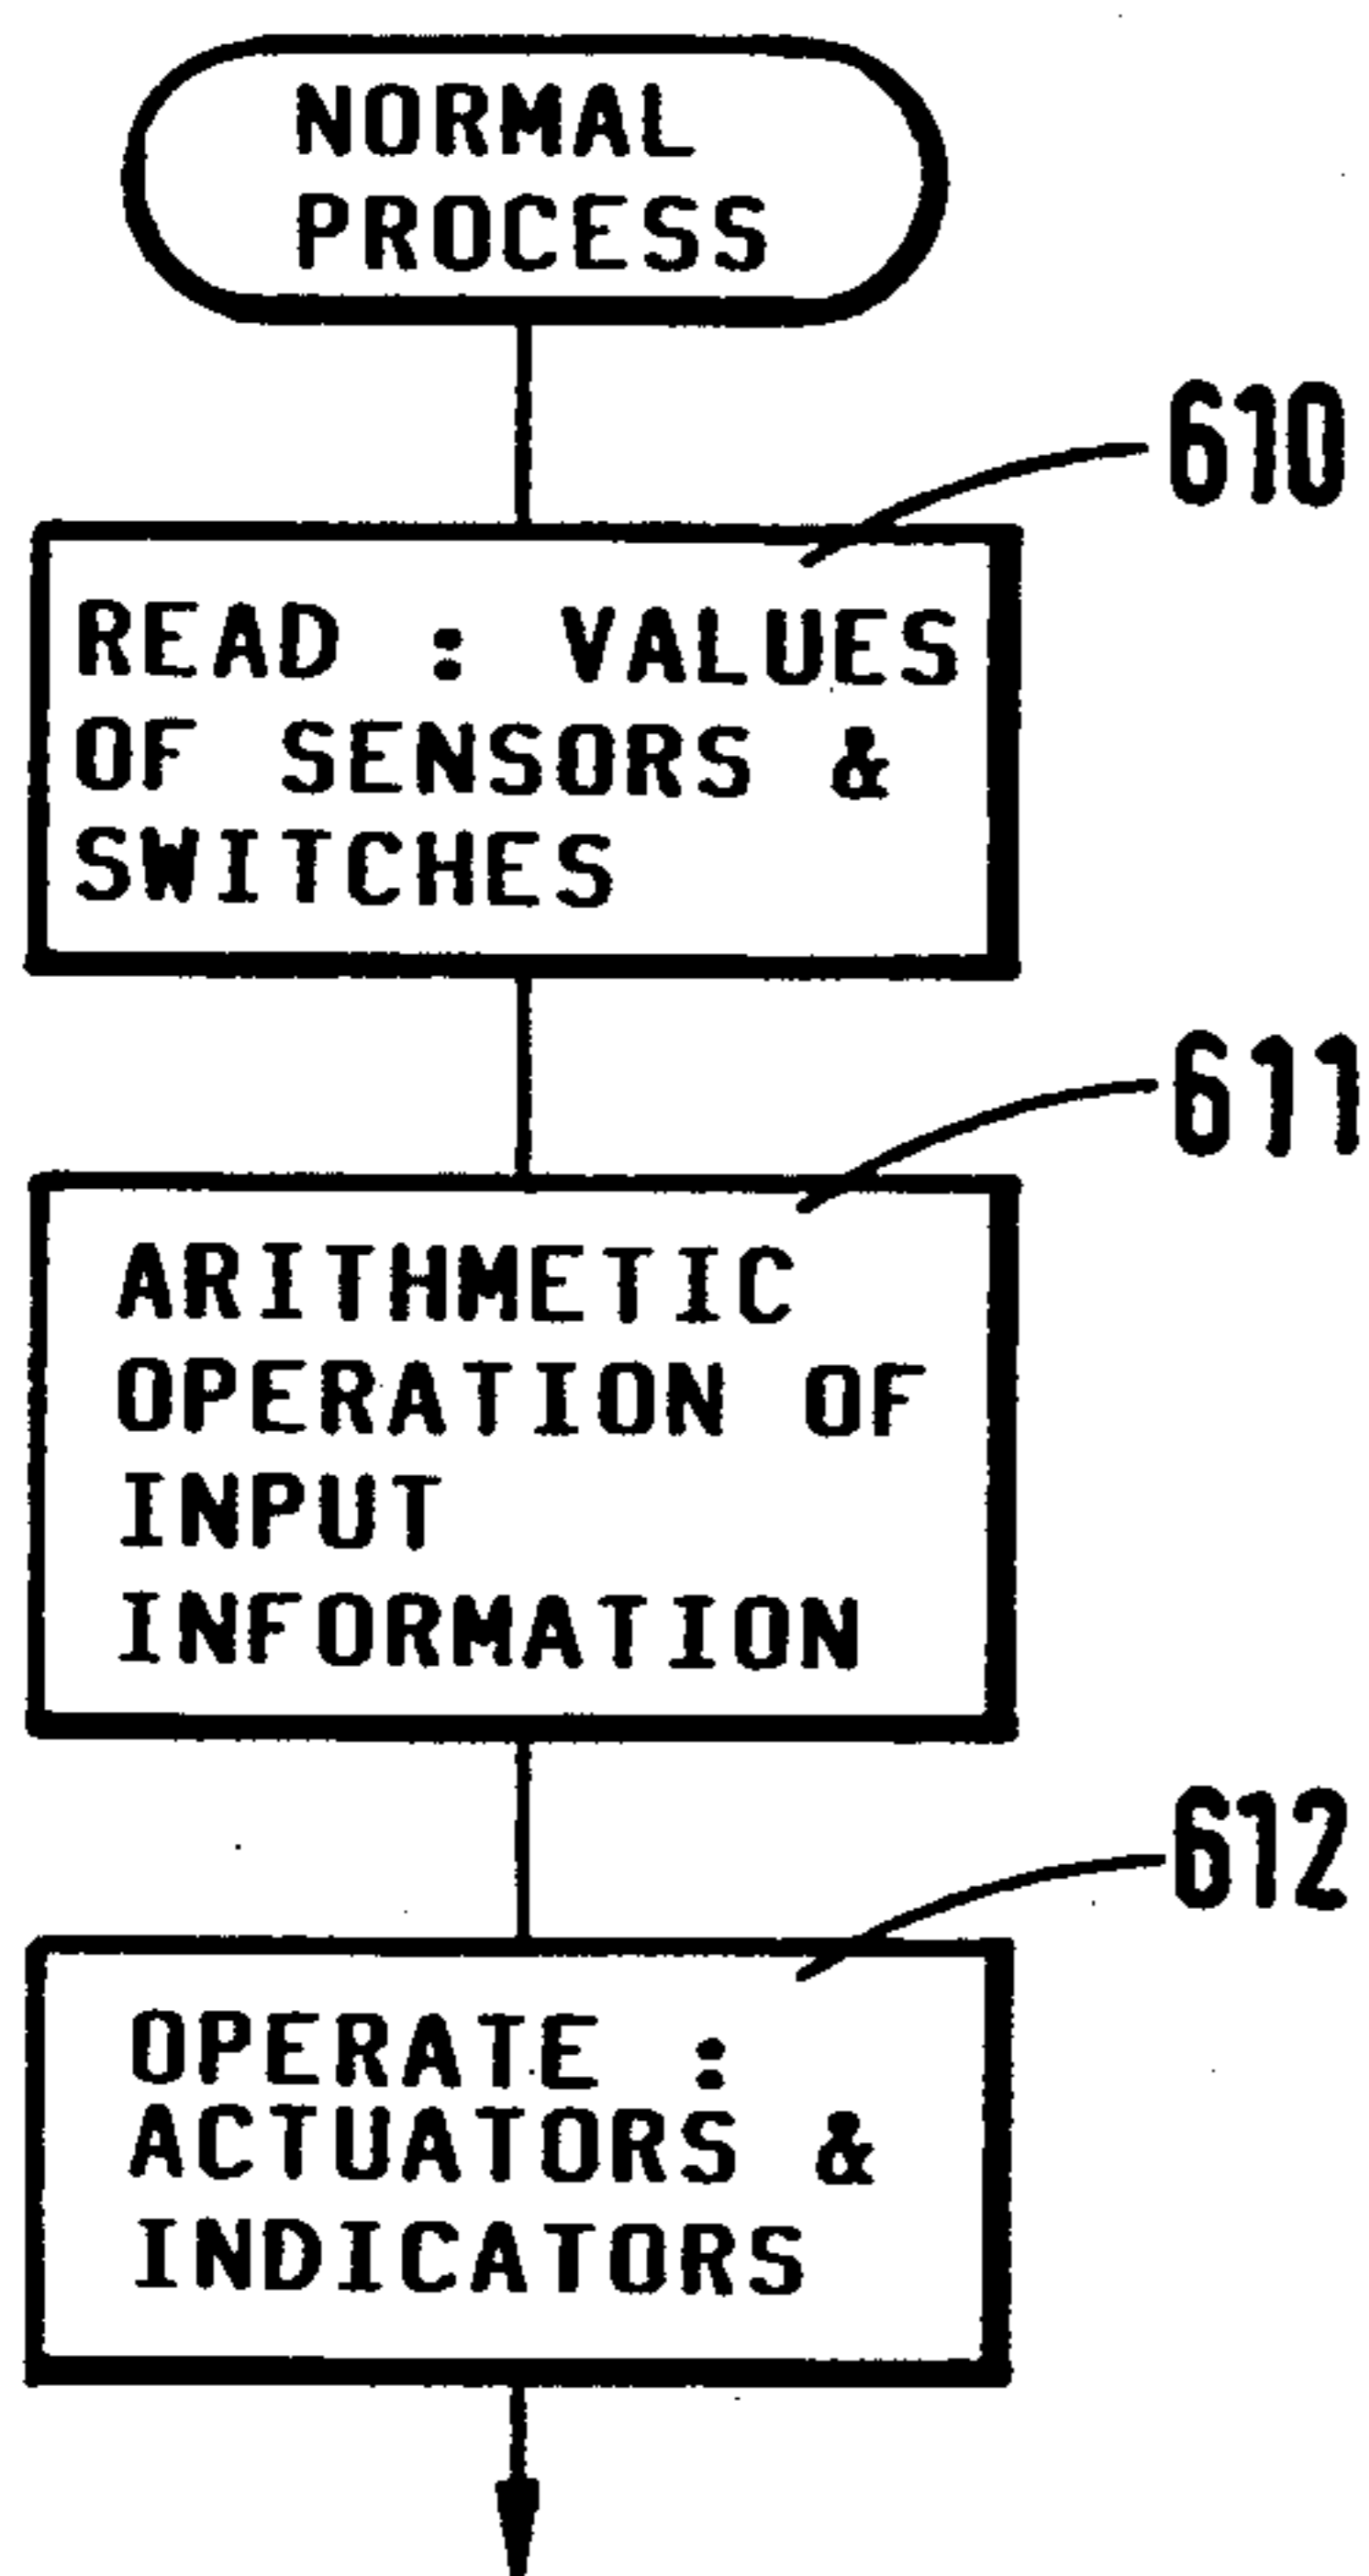 NORMAL
PROCESS
610
READ : VALUES
OF SENSORS &
SWITCHES
611
ARITHMETIC
OPERATION OF
INPUT
INFORMATION
612
OPERATE :
ACTUATORS &
INDICATORS